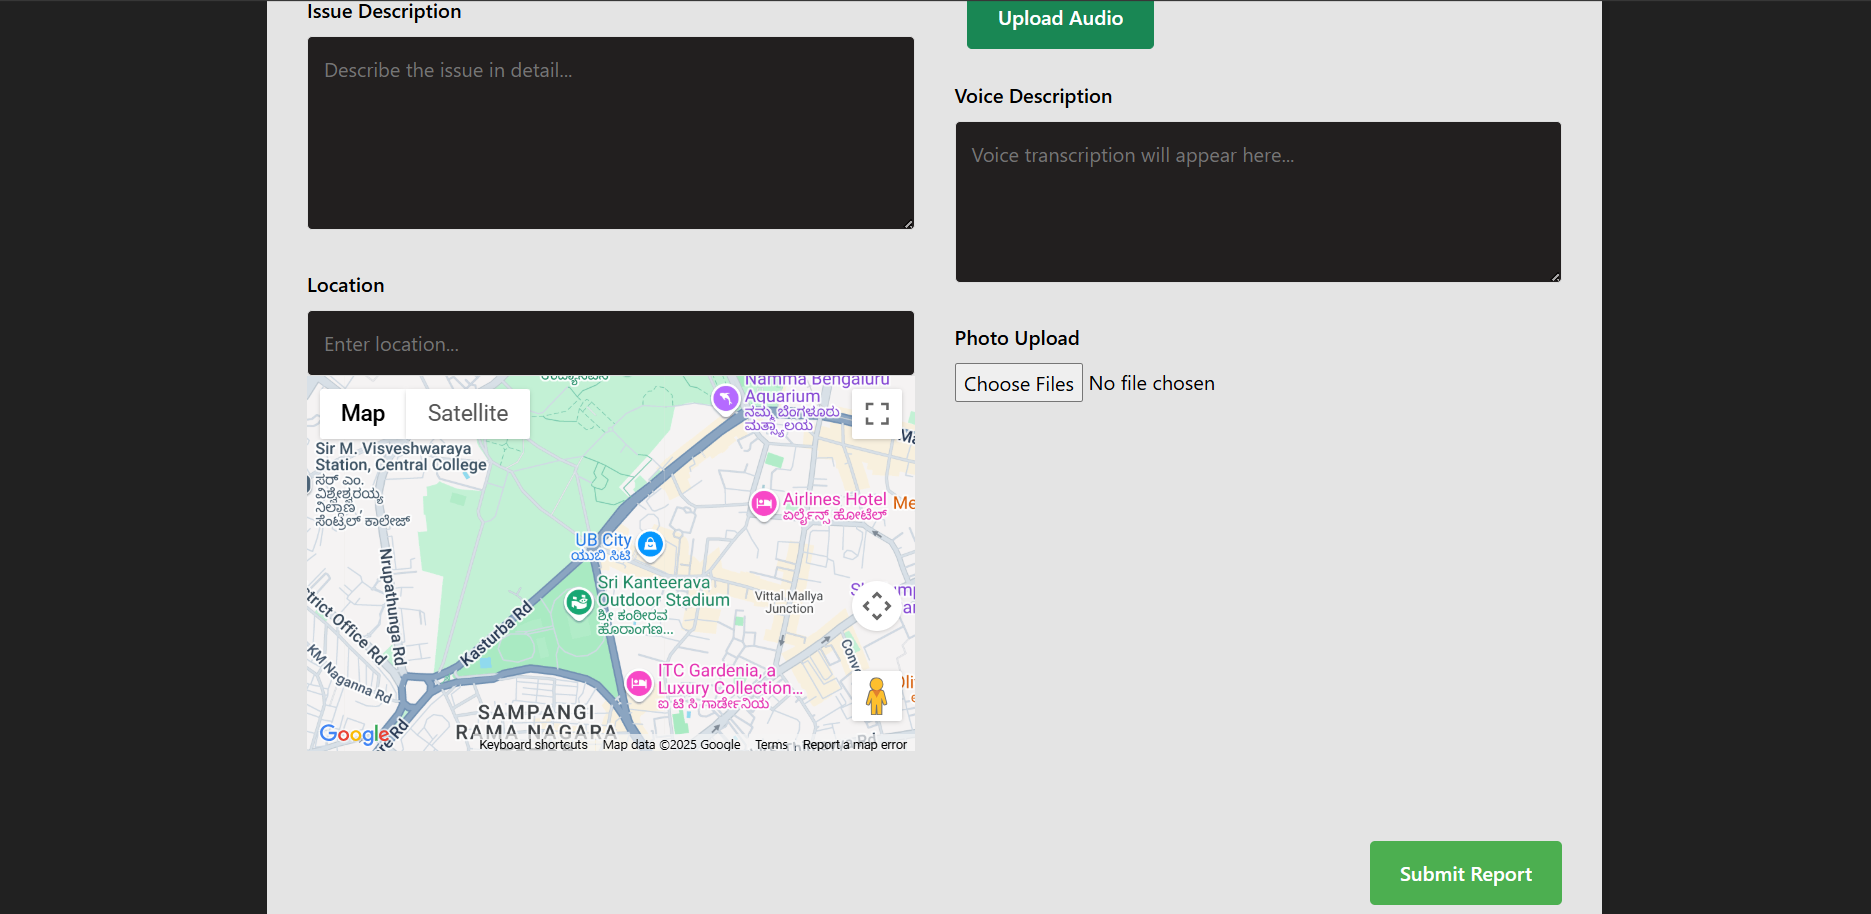 Issue Description
Describe the issue in detail...
Location
Enter location...
Map
Satellite
Namma Bengaluru
Aquarium
ನಮ್ಮ ಬೆಂಗಳೂರು
ಮತ್ಸ್ಯಾಲಯ
Sir M. Visveshwaraya
Station, Central College
ಸರ್ ಎಂ.
ವಿಶ್ವೇಶ್ವರಯ್ಯ
ನಿಲ್ದಾಣ ,
ಸೆಂಟ್ರಲ್ ಕಾಲೇಜ್
Airlines Hotel
ಏರ್ಲೈನ್ಸ್ ಹೋಟೆಲ್
UB City
ಯುಬಿ ಸಿಟಿ
Sri Kanteerava
Outdoor Stadium
ಶ್ರೀ ಕಂಠೀರವ
ಹೊರಾಂಗಣ...
Vittal Mallya
Junction
Nrupathunga Rd
Office Rd
Kasturba Rd
KM Naganna Rd
ITC Gardenia, a
Luxury Collection...
ಐ ಟಿ ಸಿ ಗಾರ್ಡೇನಿಯ
SAMPANGI
RAMA NAGARA
Google
Keyboard shortcuts
Map data ©2025 Google
Terms
Report a map error
Upload Audio
Voice Description
Voice transcription will appear here...
Photo Upload
Choose Files No file chosen
Submit Report